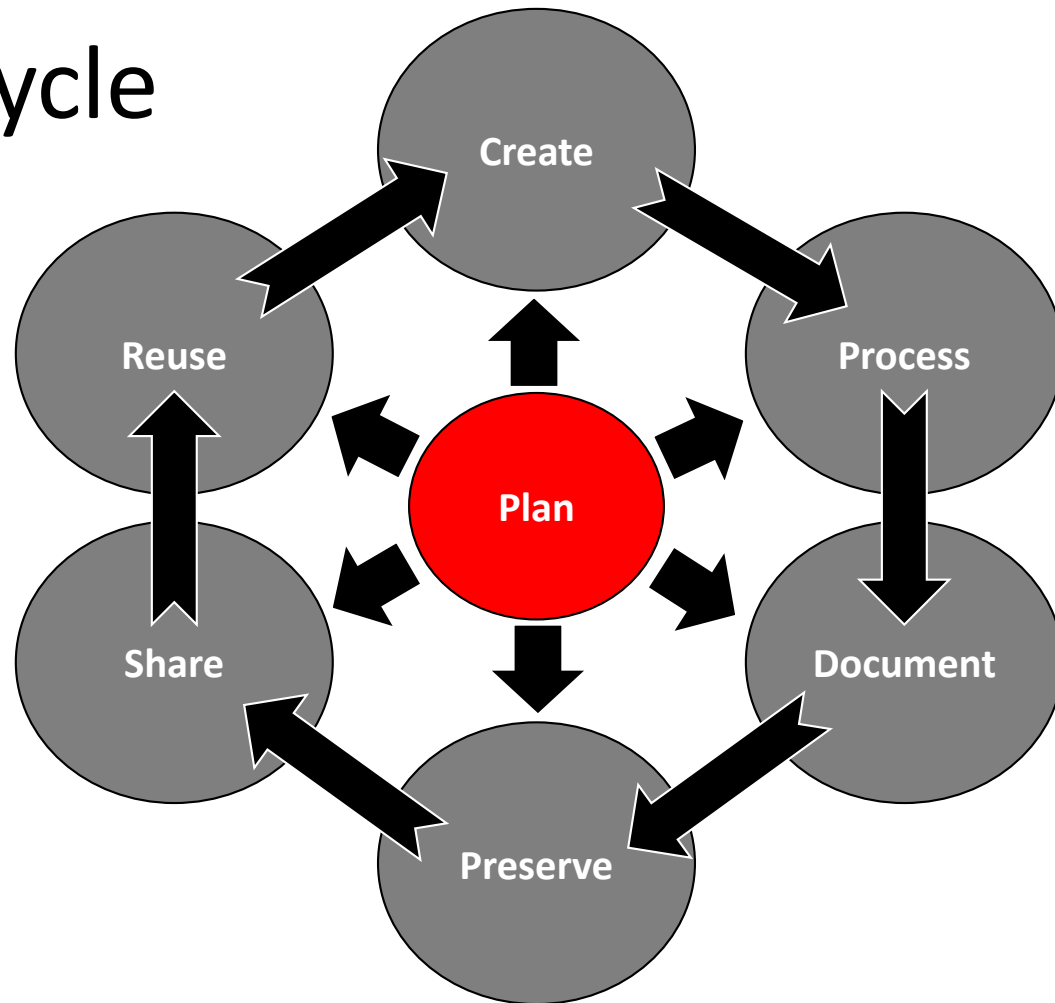 ycle
Create
Reuse
Process
Plan
Share
Document
Preserve